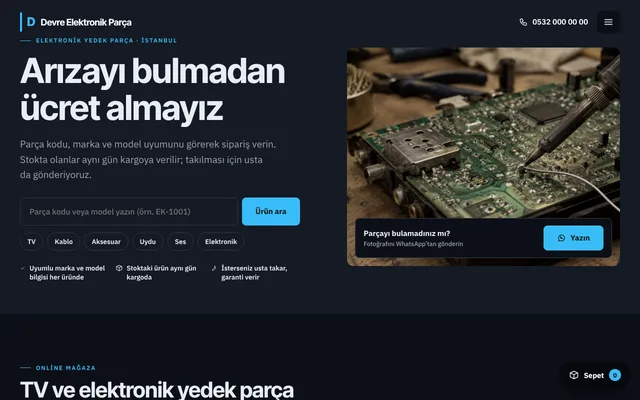 D Devre Elektronik Parça
0532 000 00 00
ELEKTRONİK YEDEK PARÇA · İSTANBUL
Arızayı bulmadan
ücret almayız
Parça kodu, marka ve model uyumunu görerek sipariş verin.
Stokta olanlar aynı gün kargoya verilir; takılması için usta
da gönderiyoruz.
Parça kodu veya model yazın (örn. EK-1001)
Ürün ara
TV
Kablo
Aksesuar
Uydu
Ses
Elektronik
Uyumlu marka ve model
bilgisi her üründe
Stoktaki ürün aynı gün
kargoda
İsterseniz usta takar,
garanti verir
Parçayı bulamadınız mı?
Fotoğrafını WhatsApp'tan gönderin
Yazın
ONLİNE MAĞAZA
TV ve elektronik yedek parça
Sepet 0